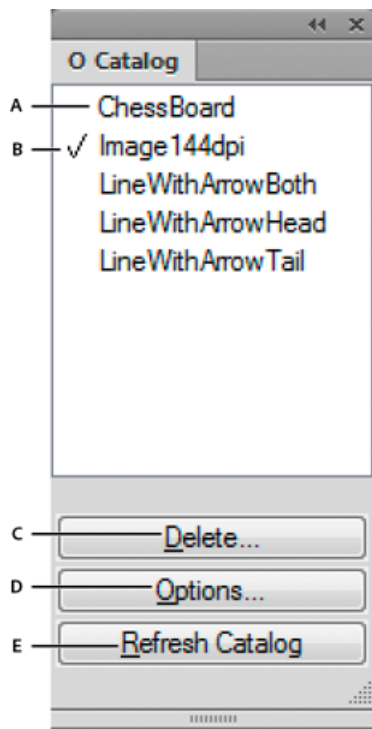 O Catalog
A ChessBoard
B ✓ Image144dpi
LineWithArrowBoth
LineWithArrowHead
LineWithArrowTail
C Delete...
D Options...
E Refresh Catalog